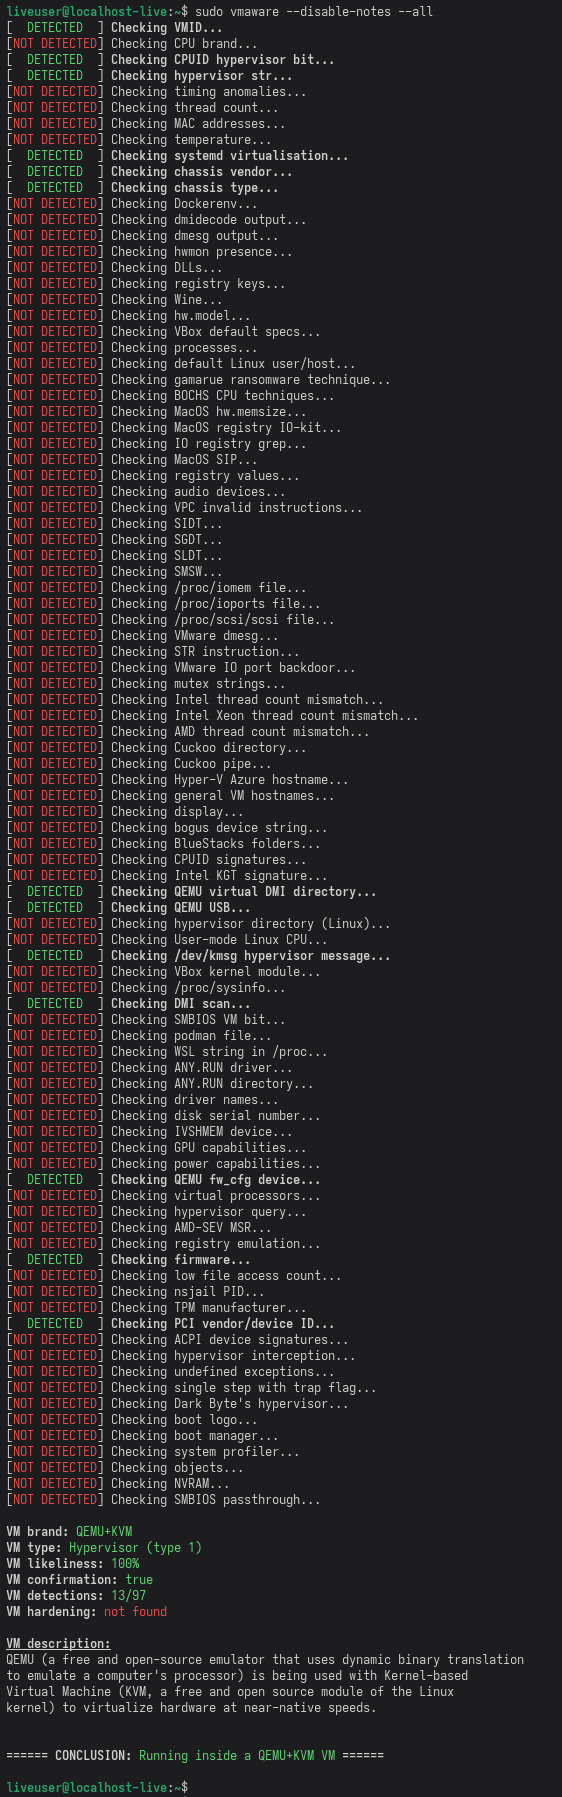 liveuser@localhost-live:~$ sudo vmaware --disable-notes --all
[  DETECTED  ] Checking VMID...
[NOT DETECTED] Checking CPU brand...
[  DETECTED  ] Checking CPUID hypervisor bit...
[  DETECTED  ] Checking hypervisor str...
[NOT DETECTED] Checking timing anomalies...
[NOT DETECTED] Checking thread count...
[NOT DETECTED] Checking MAC addresses...
[NOT DETECTED] Checking temperature...
[  DETECTED  ] Checking systemd virtualisation...
[  DETECTED  ] Checking chassis vendor...
[  DETECTED  ] Checking chassis type...
[NOT DETECTED] Checking Dockerenv...
[NOT DETECTED] Checking dmidecode output...
[NOT DETECTED] Checking dmesg output...
[NOT DETECTED] Checking hwmon presence...
[NOT DETECTED] Checking DLLs...
[NOT DETECTED] Checking registry keys...
[NOT DETECTED] Checking Wine...
[NOT DETECTED] Checking hw.model...
[NOT DETECTED] Checking VBox default specs...
[NOT DETECTED] Checking processes...
[NOT DETECTED] Checking default Linux user/host...
[NOT DETECTED] Checking gamarue ransomware technique...
[NOT DETECTED] Checking BOCHS CPU techniques...
[NOT DETECTED] Checking MacOS hw.memsize...
[NOT DETECTED] Checking MacOS registry IO-kit...
[NOT DETECTED] Checking IO registry grep...
[NOT DETECTED] Checking MacOS SIP...
[NOT DETECTED] Checking registry values...
[NOT DETECTED] Checking audio devices...
[NOT DETECTED] Checking VPC invalid instructions...
[NOT DETECTED] Checking SIDT...
[NOT DETECTED] Checking SGDT...
[NOT DETECTED] Checking SLDT...
[NOT DETECTED] Checking SMSW...
[NOT DETECTED] Checking /proc/iomem file...
[NOT DETECTED] Checking /proc/ioports file...
[NOT DETECTED] Checking /proc/scsi/scsi file...
[NOT DETECTED] Checking VMware dmesg...
[NOT DETECTED] Checking STR instruction...
[NOT DETECTED] Checking VMware IO port backdoor...
[NOT DETECTED] Checking mutex strings...
[NOT DETECTED] Checking Intel thread count mismatch...
[NOT DETECTED] Checking Intel Xeon thread count mismatch...
[NOT DETECTED] Checking AMD thread count mismatch...
[NOT DETECTED] Checking Cuckoo directory...
[NOT DETECTED] Checking Cuckoo pipe...
[NOT DETECTED] Checking Hyper-V Azure hostname...
[NOT DETECTED] Checking general VM hostnames...
[NOT DETECTED] Checking display...
[NOT DETECTED] Checking bogus device string...
[NOT DETECTED] Checking BlueStacks folders...
[NOT DETECTED] Checking CPUID signatures...
[NOT DETECTED] Checking Intel KGT signature...
[  DETECTED  ] Checking QEMU virtual DMI directory...
[  DETECTED  ] Checking QEMU USB...
[NOT DETECTED] Checking hypervisor directory (Linux)...
[NOT DETECTED] Checking User-mode Linux CPU...
[  DETECTED  ] Checking /dev/kmsg hypervisor message...
[NOT DETECTED] Checking VBox kernel module...
[NOT DETECTED] Checking /proc/sysinfo...
[  DETECTED  ] Checking DMI scan...
[NOT DETECTED] Checking SMBIOS VM bit...
[NOT DETECTED] Checking podman file...
[NOT DETECTED] Checking WSL string in /proc...
[NOT DETECTED] Checking ANY.RUN driver...
[NOT DETECTED] Checking ANY.RUN directory...
[NOT DETECTED] Checking driver names...
[NOT DETECTED] Checking disk serial number...
[NOT DETECTED] Checking IVSHMEM device...
[NOT DETECTED] Checking GPU capabilities...
[NOT DETECTED] Checking power capabilities...
[  DETECTED  ] Checking QEMU fw_cfg device...
[NOT DETECTED] Checking virtual processors...
[NOT DETECTED] Checking hypervisor query...
[NOT DETECTED] Checking AMD-SEV MSR...
[NOT DETECTED] Checking registry emulation...
[  DETECTED  ] Checking firmware...
[NOT DETECTED] Checking low file access count...
[NOT DETECTED] Checking nsjail PID...
[NOT DETECTED] Checking TPM manufacturer...
[  DETECTED  ] Checking PCI vendor/device ID...
[NOT DETECTED] Checking ACPI device signatures...
[NOT DETECTED] Checking hypervisor interception...
[NOT DETECTED] Checking undefined exceptions...
[NOT DETECTED] Checking single step with trap flag...
[NOT DETECTED] Checking Dark Byte's hypervisor...
[NOT DETECTED] Checking boot logo...
[NOT DETECTED] Checking boot manager...
[NOT DETECTED] Checking system profiler...
[NOT DETECTED] Checking objects...
[NOT DETECTED] Checking NVRAM...
[NOT DETECTED] Checking SMBIOS passthrough...
VM brand: QEMU+KVM
VM type: Hypervisor (type 1)
VM likeliness: 100%
VM confirmation: true
VM detections: 13/97
VM hardening: not found
VM description:
QEMU (a free and open-source emulator that uses dynamic binary translation
to emulate a computer's processor) is being used with Kernel-based
Virtual Machine (KVM, a free and open source module of the Linux
kernel) to virtualize hardware at near-native speeds.
====== CONCLUSION: Running inside a QEMU+KVM VM ======
liveuser@localhost-live:~$